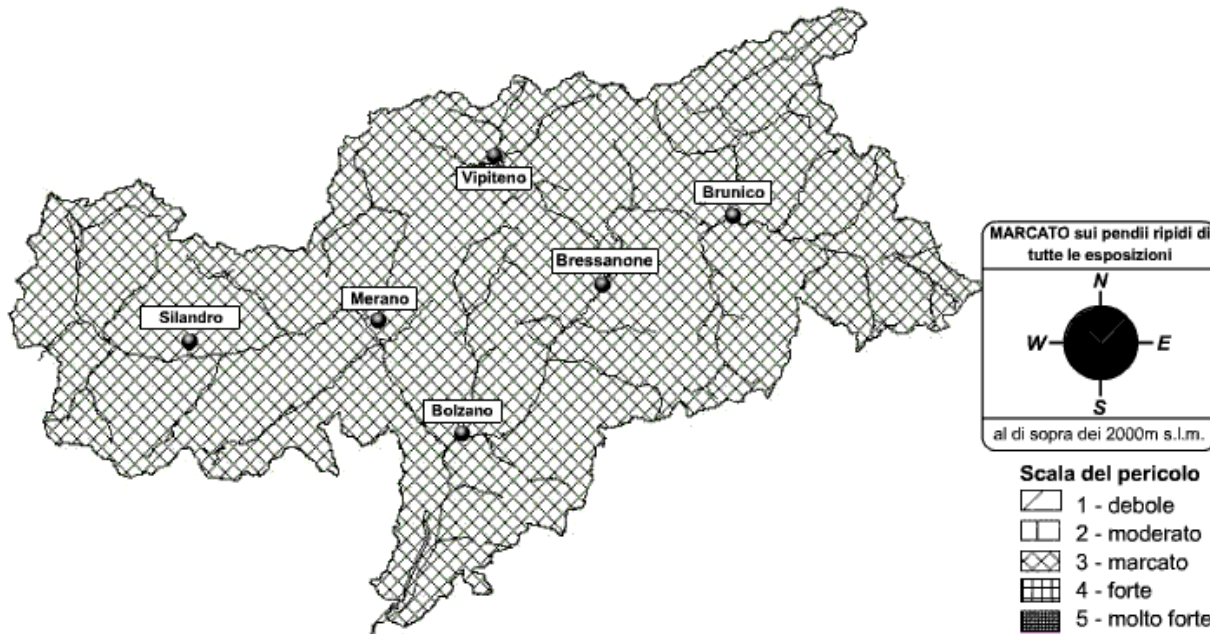 Vipiteno
Brunico
Bressanone
Merano
Silandro
Bolzano
MARCATO sui pendii ripidi di
tutte le esposizioni
N
W E
S
al di sopra dei 2000m s.l.m.
Scala del pericolo
1 - debole
2 - moderato
3 - marcato
4 - forte
5 - molto forte